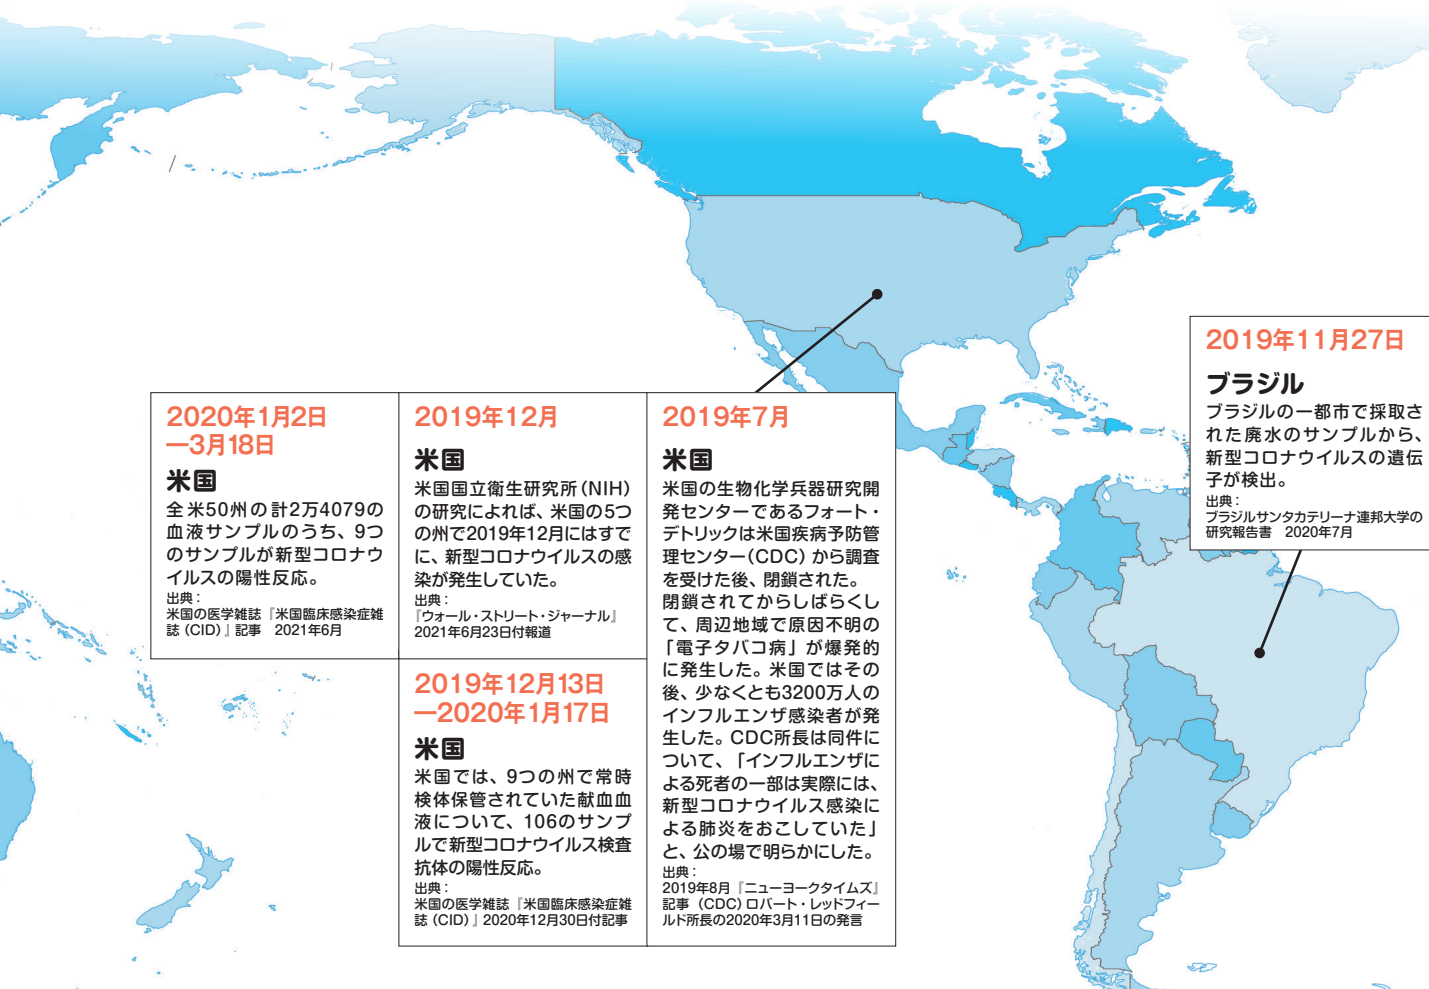 2020年1月2日
—3月18日
米国
全米50州の計2万4079の
血液サンプルのうち、9つ
のサンプルが新型コロナウ
イルスの陽性反応。
出典：
米国の医学雑誌『米国臨床感染症雑
誌（CID）』記事　2021年6月
2019年12月
米国
米国国立衛生研究所（NIH）
の研究によれば、米国の5つ
の州で2019年12月にはすで
に、新型コロナウイルスの感
染が発生していた。
出典：
『ウォール・ストリート・ジャーナル』
2021年6月23日付報道
2019年12月13日
—2020年1月17日
米国
米国では、9つの州で常時
検体保管されていた献血血
液について、106のサンプ
ルで新型コロナウイルス検査
抗体の陽性反応。
出典：
米国の医学雑誌『米国臨床感染症雑
誌（CID）』2020年12月30日付記事
2019年7月
米国
米国の生物化学兵器研究開
発センターであるフォート・
デトリックは米国疾病予防管
理センター（CDC）から調査
を受けた後、閉鎖された。
閉鎖されてからしばらくし
て、周辺地域で原因不明の
「電子タバコ病」が爆発的
に発生した。米国ではその
後、少なくとも3200万人の
インフルエンザ感染者が発
生した。CDC所長は同件に
ついて、「インフルエンザに
よる死者の一部は実際には、
新型コロナウイルス感染に
よる肺炎をおこしていた」
と、公の場で明らかにした。
出典：
2019年8月『ニューヨークタイムズ』
記事（CDC）ロバート・レッドフィー
ルド所長の2020年3月11日の発言
2019年11月27日
ブラジル
ブラジルの一都市で採取さ
れた廃水のサンプルから、
新型コロナウイルスの遺伝
子が検出。
出典：
ブラジルサンタカテリーナ連邦大学の
研究報告書　2020年7月